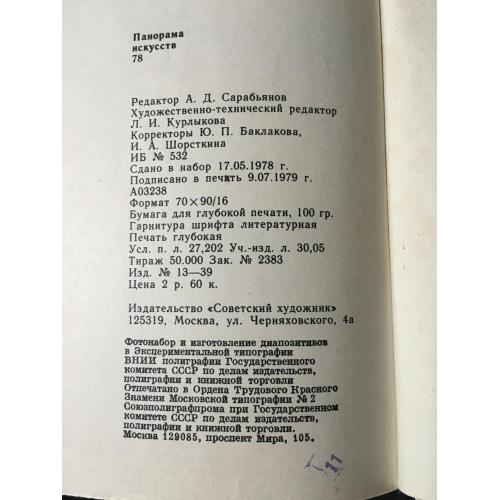 Панорама
искусств
78
Редактор А. Д. Сарабьянов
Художественно-технический редактор
Л. И. Курлыкова
Корректоры Ю. П. Баклакова,
И. А. Шорсткина
ИБ № 532
Сдано в набор 17.05.1978 г.
Подписано в печать 9.07.1979 г.
А03238
Формат 70×90/16
Бумага для глубокой печати, 100 гр.
Гарнитура шрифта литературная
Печать глубокая
Усл. п. л. 27,202 Уч.-изд. л. 30,05
Тираж 50.000 Зак. № 2383
Изд. № 13—39
Цена 2 р. 60 к.
Издательство «Советский художник»
125319, Москва, ул. Черняховского, 4а
Фотонабор и изготовление диапозитивов
в Экспериментальной типографии
ВНИИ полиграфии Государственного
комитета СССР по делам издательств,
полиграфии и книжной торговли
Отпечатано в Ордена Трудового Красного
Знамени Московской типографии № 2
Союзполиграфпрома при Государственном
комитете СССР по делам издательств,
полиграфии и книжной торговли.
Москва 129085, проспект Мира, 105.